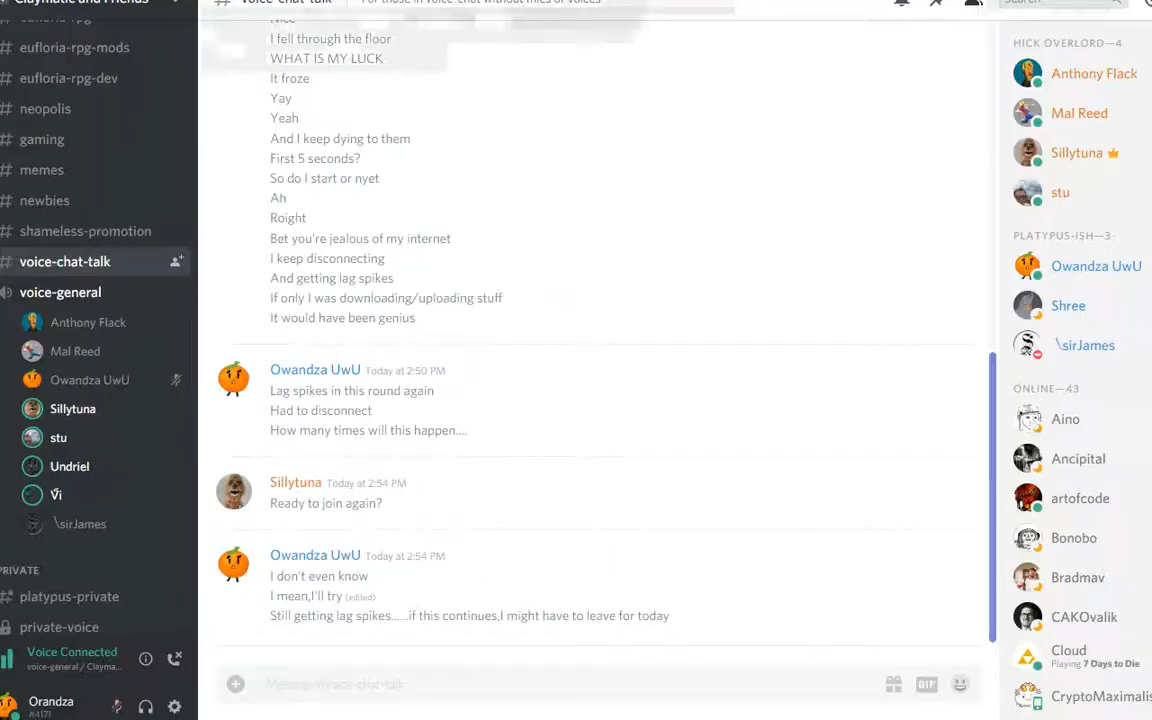 Claymatic and Friends
# voice-chat-talk
For those in voice-chat without mics or voices
Search
eufloria-rpg
# eufloria-rpg-mods
# eufloria-rpg-dev
# neopolis
# gaming
# memes
# newbies
# shameless-promotion
# voice-chat-talk
voice-general
Anthony Flack
Mal Reed
Owandza UwU
Sillytuna
stu
Undriel
\sirJames
PRIVATE
# platypus-private
private-voice
Voice Connected
voice-general / Clayma...
Orandza
#4171
Nice
I fell through the floor
WHAT IS MY LUCK
It froze
Yay
Yeah
And I keep dying to them
First 5 seconds?
So do I start or nyet
Ah
Roight
Bet you're jealous of my internet
I keep disconnecting
And getting lag spikes
If only I was downloading/uploading stuff
It would have been genius
Owandza UwU Today at 2:50 PM
Lag spikes in this round again
Had to disconnect
How many times will this happen....
Sillytuna Today at 2:54 PM
Ready to join again?
Owandza UwU Today at 2:54 PM
I don't even know
I mean,I'll try (edited)
Still getting lag spikes.....if this continues,I might have to leave for today
Message #voice-chat-talk
GIF
HICK OVERLORD—4
Anthony Flack
Mal Reed
Sillytuna
stu
PLATYPUS-ISH—3
Owandza UwU
Shree
\sirJames
ONLINE—43
Aino
Ancipital
artofcode
Bonobo
Bradmav
CAKOvalik
Cloud
Playing 7 Days to Die
CryptoMaximalis